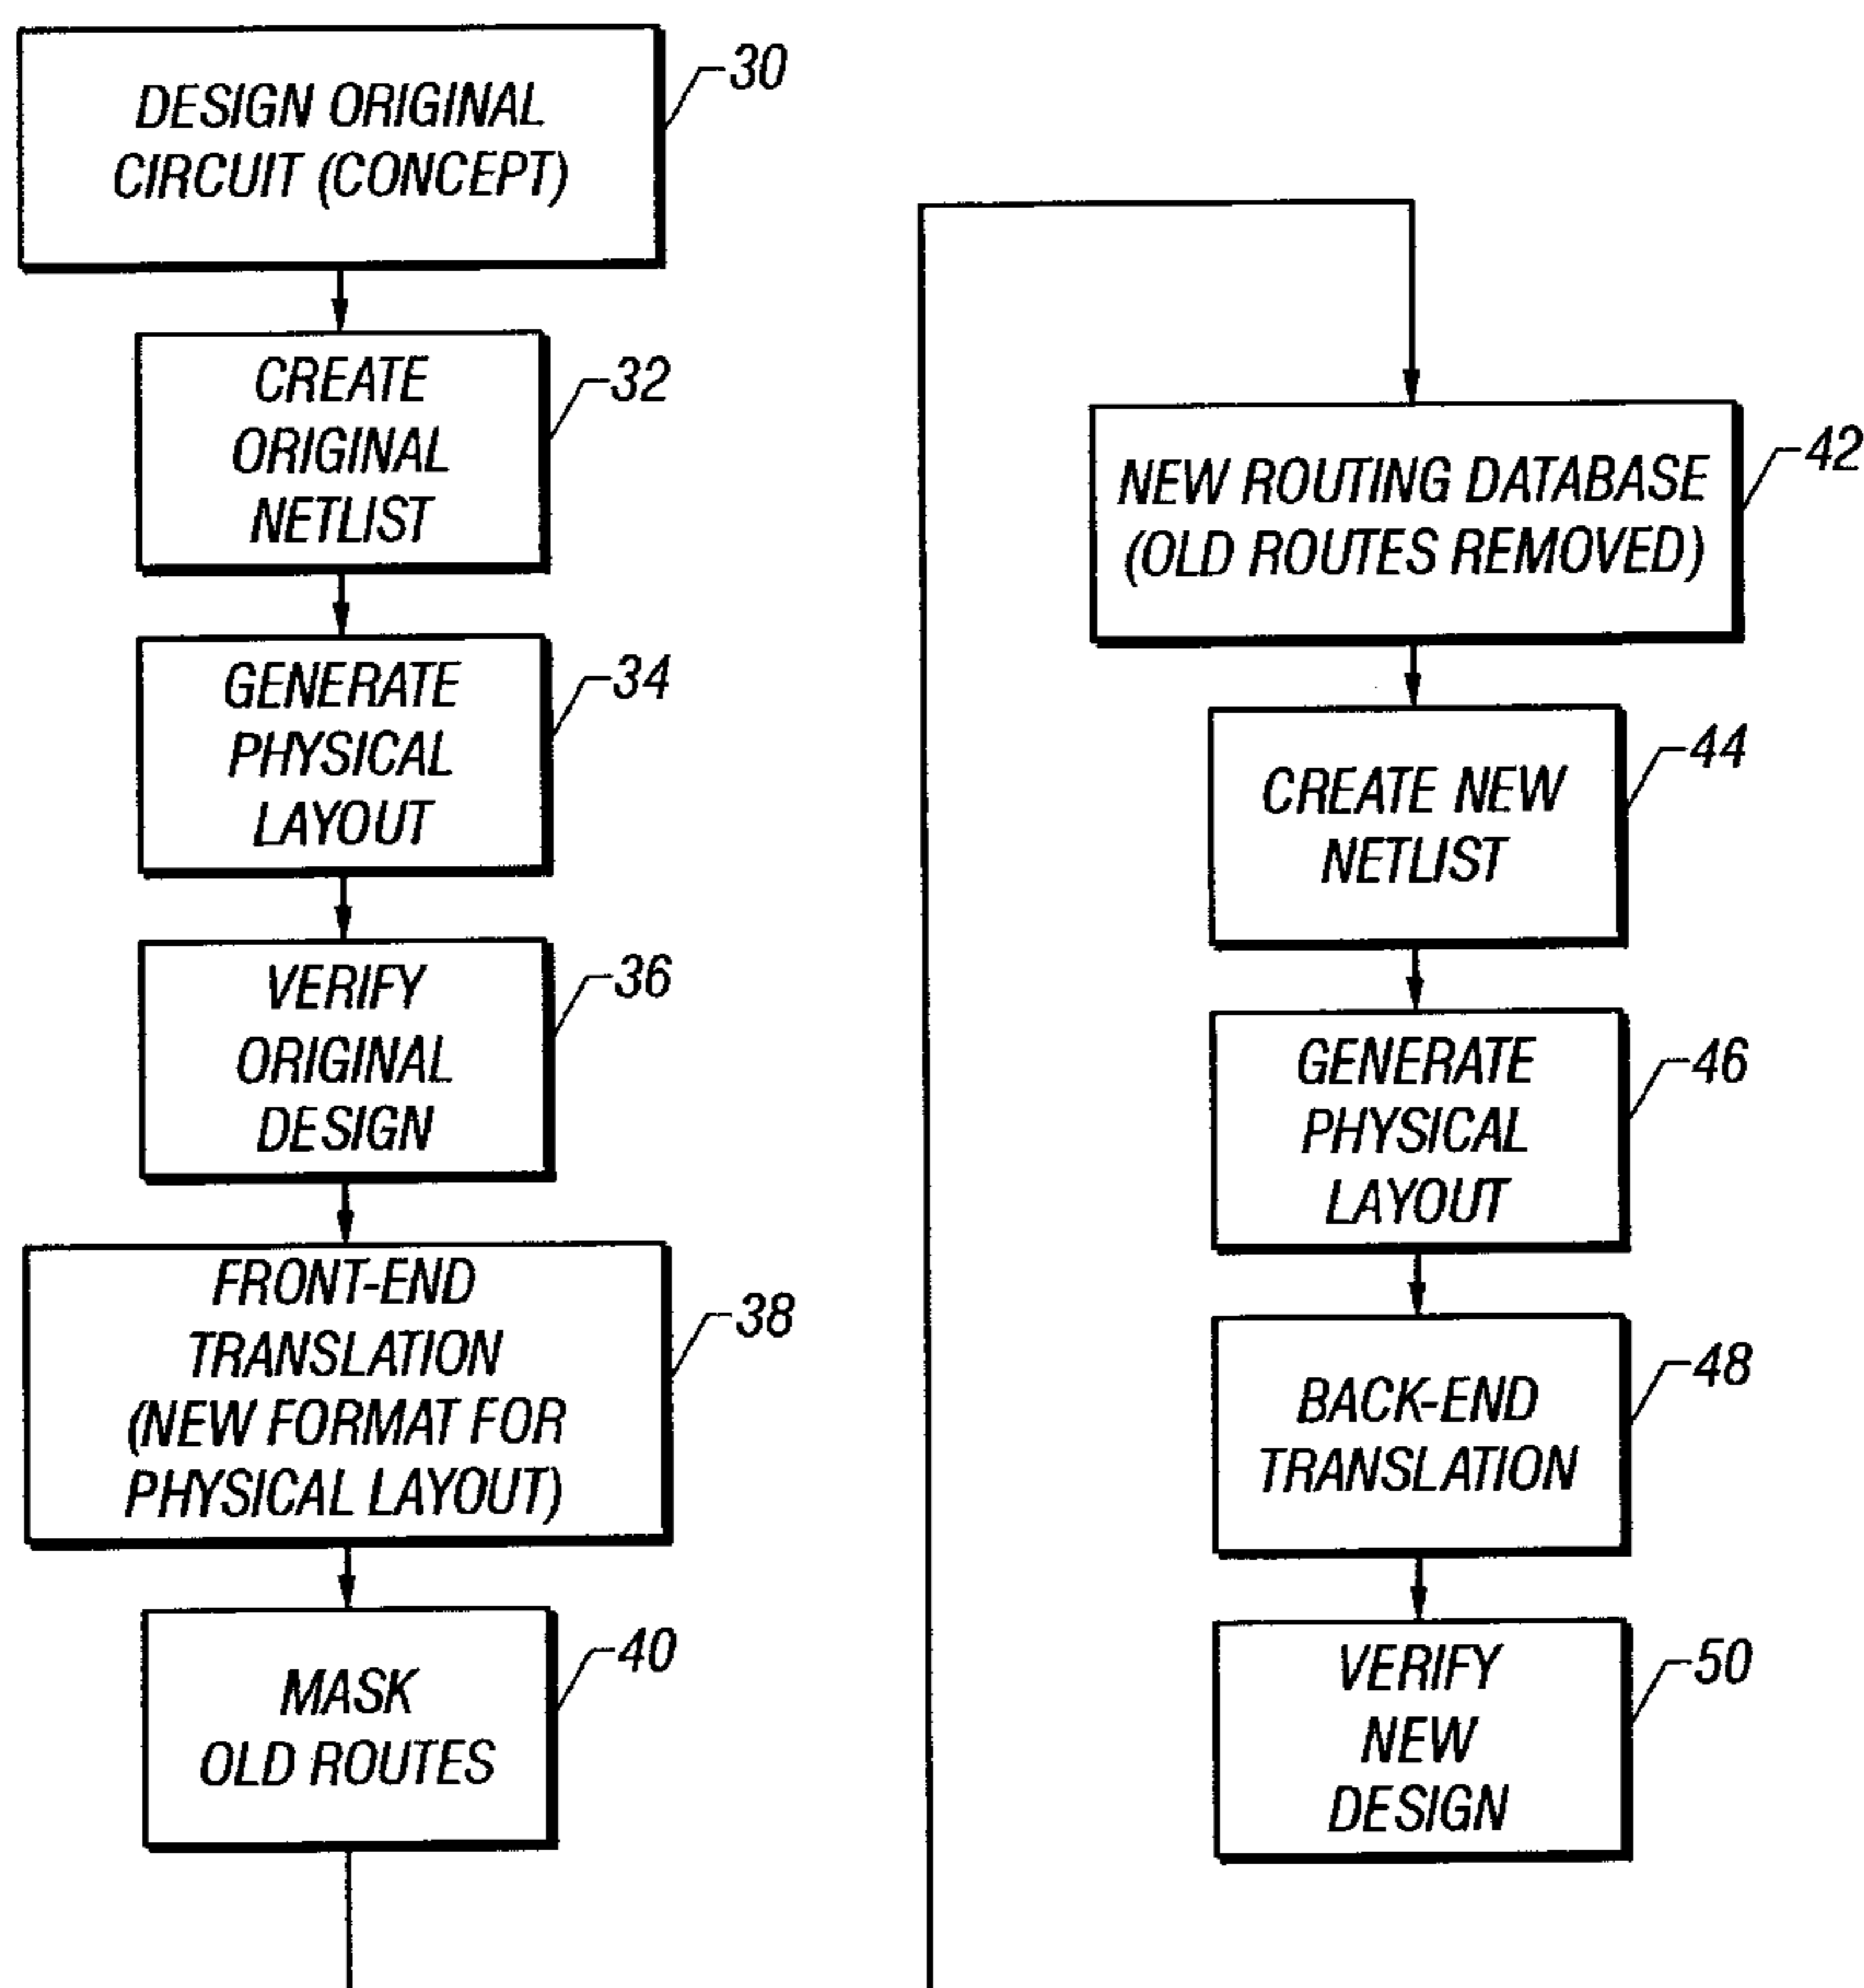 DESIGN ORIGINAL
CIRCUIT (CONCEPT)
30
CREATE
ORIGINAL
NETLIST
32
GENERATE
PHYSICAL
LAYOUT
34
VERIFY
ORIGINAL
DESIGN
36
FRONT-END
TRANSLATION
(NEW FORMAT FOR
PHYSICAL LAYOUT)
38
MASK
OLD ROUTES
40
NEW ROUTING DATABASE
(OLD ROUTES REMOVED)
42
CREATE NEW
NETLIST
44
GENERATE
PHYSICAL
LAYOUT
46
BACK-END
TRANSLATION
48
VERIFY
NEW
DESIGN
50